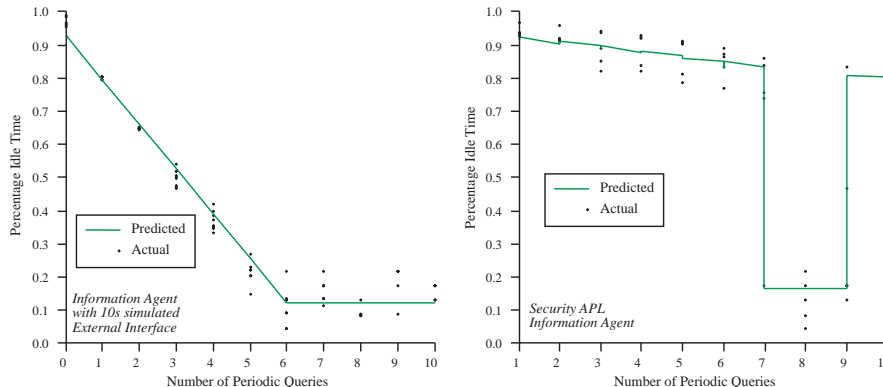 1.0
0.9
0.8
0.7
0.6
0.5
0.4
0.3
0.2
0.1
0.0
Percentage Idle Time
Predicted
Actual
Information Agent
with 10s simulated
External Interface
0 1 2 3 4 5 6 7 8 9 10
Number of Periodic Queries
1.0
0.9
0.8
0.7
0.6
0.5
0.4
0.3
0.2
0.1
0.0
Percentage Idle Time
Predicted
Actual
Security APL
Information Agent
1 2 3 4 5 6 7 8 9 1
Number of Periodic Queries